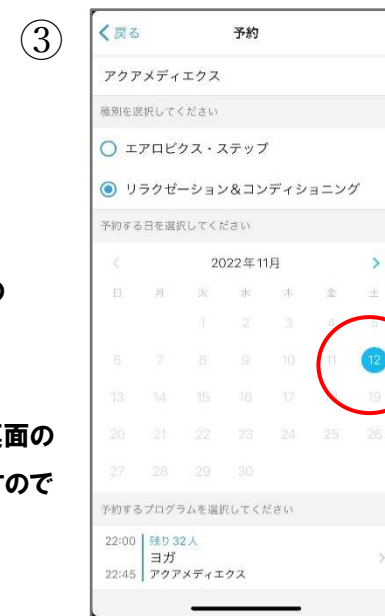 ③
戻る 予約
アクアメディエクス
種別を選択してください
エアロビクス・ステップ
リラクゼーション＆コンディショニング
予約する日を選択してください
< 2022年11月 >
日 月 火 水 木 金 土
1 2 3 4 5
6 7 8 9 10 11 12
13 14 15 16 17 19
20 21 22 23 24 25 26
27 28 29 30
の
面の
すので
予約するプログラムを選択してください
22:00 残り32人
ヨガ
22:45 アクアメディエクス